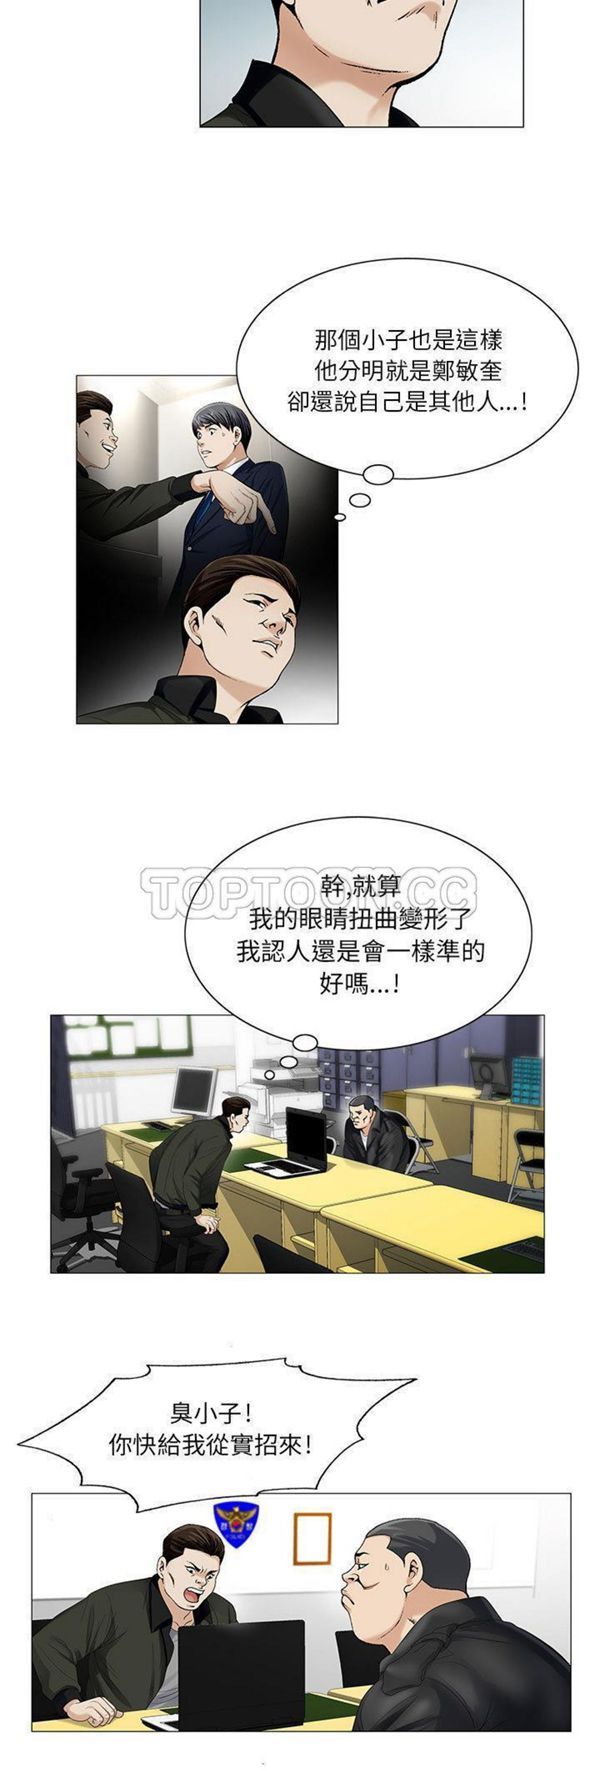 那個小子也是這樣
他分明就是鄭敏奎
卻還說自己是其他人...!
TOPTOON.CC
幹,就算
我的眼睛扭曲變形了
我認人還是會一樣準的
好嗎...!
臭小子!
你快給我從實招來!